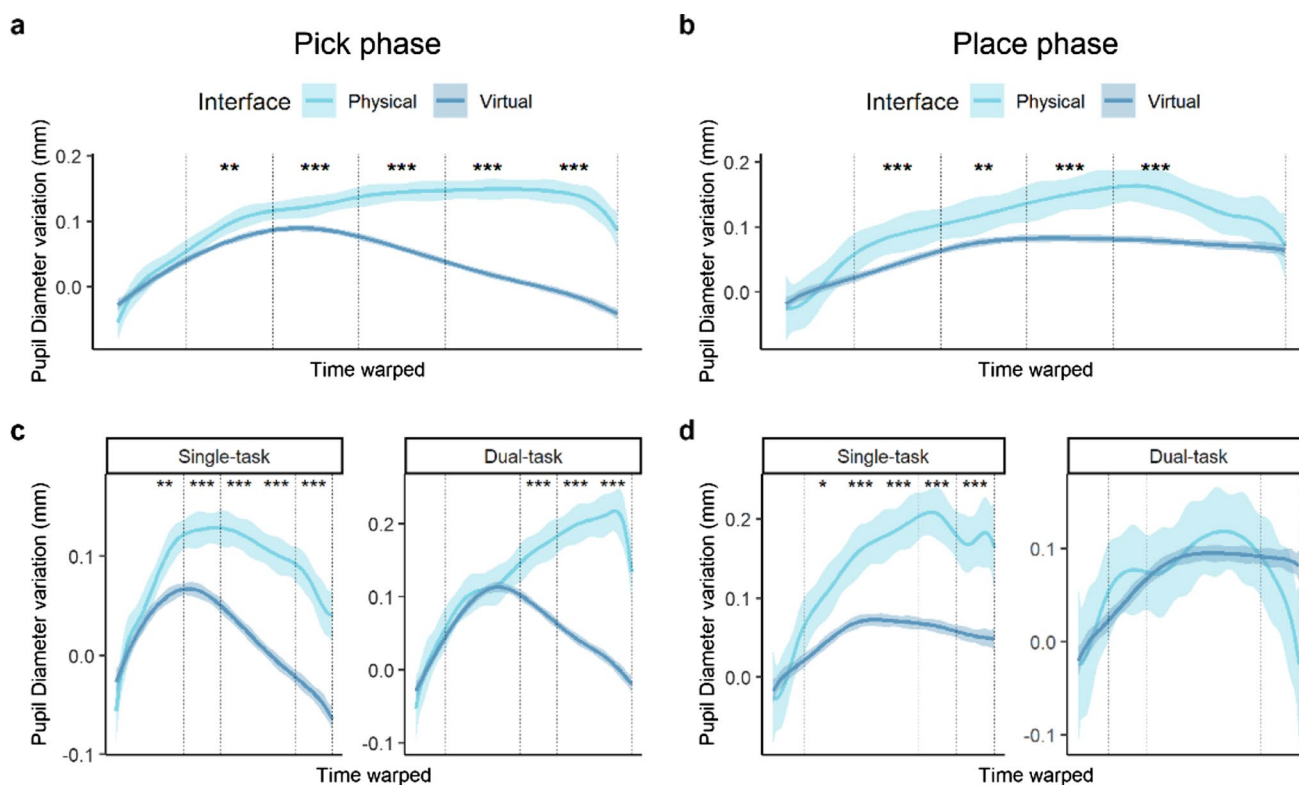 a
Pick phase
Interface Physical Virtual
Pupil Diameter variation (mm)
0.2
** *** *** *** ***
0.1
0.0
Time warped
b
Place phase
Interface Physical Virtual
Pupil Diameter variation (mm)
0.2
*** ** *** ***
0.1
0.0
Time warped
c
Single-task
Dual-task
Pupil Diameter variation (mm)
** *** *** *** ***
0.1
0.0
-0.1
*** *** ***
0.2
0.1
0.0
-0.1
Time warped
d
Single-task
Dual-task
Pupil Diameter variation (mm)
* *** *** *** ***
0.2
0.1
0.0
0.1
0.0
-0.1
Time warped